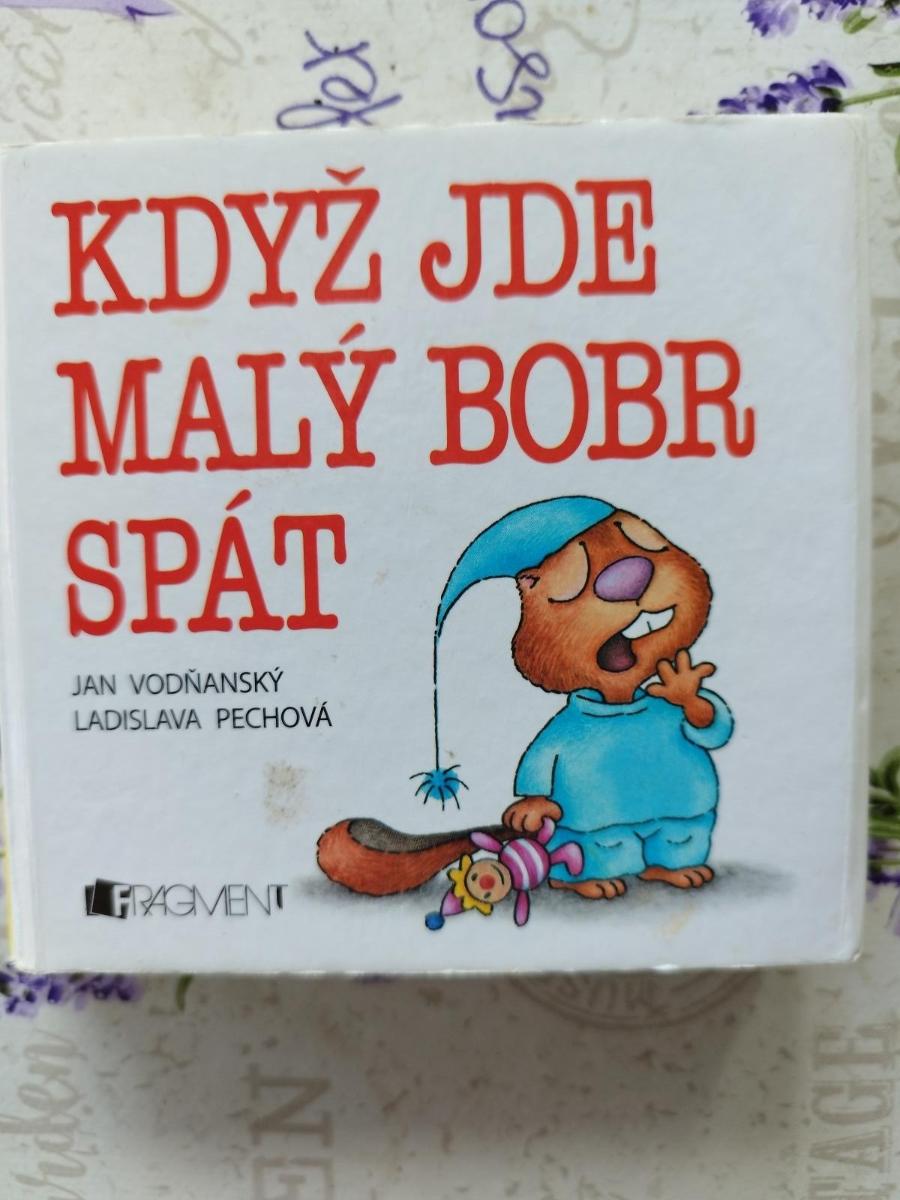 KDYŽ JDE
MALÝ BOBR
SPÁT
JAN VODŇANSKÝ
LADISLAVA PECHOVÁ
FRAGMENT